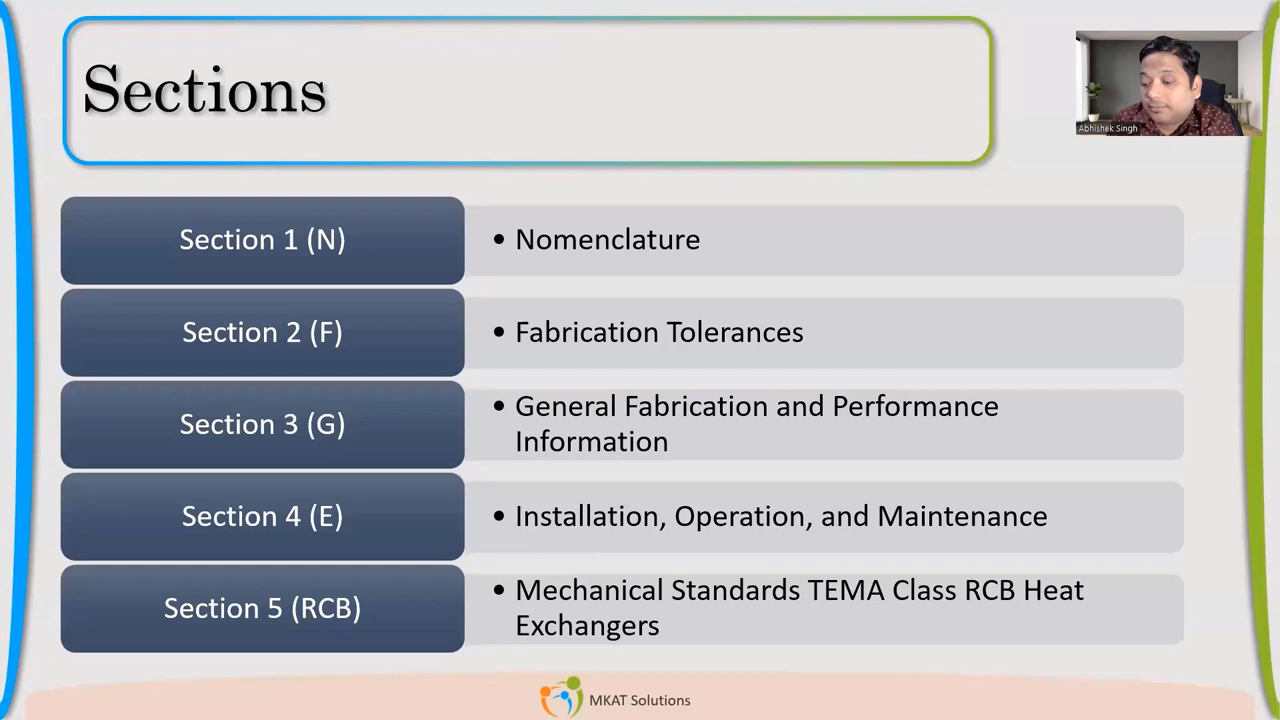 Sections
Abhishek Singh
Section 1 (N)
• Nomenclature
Section 2 (F)
• Fabrication Tolerances
Section 3 (G)
• General Fabrication and Performance
Information
Section 4 (E)
• Installation, Operation, and Maintenance
Section 5 (RCB)
• Mechanical Standards TEMA Class RCB Heat
Exchangers
MKAT Solutions